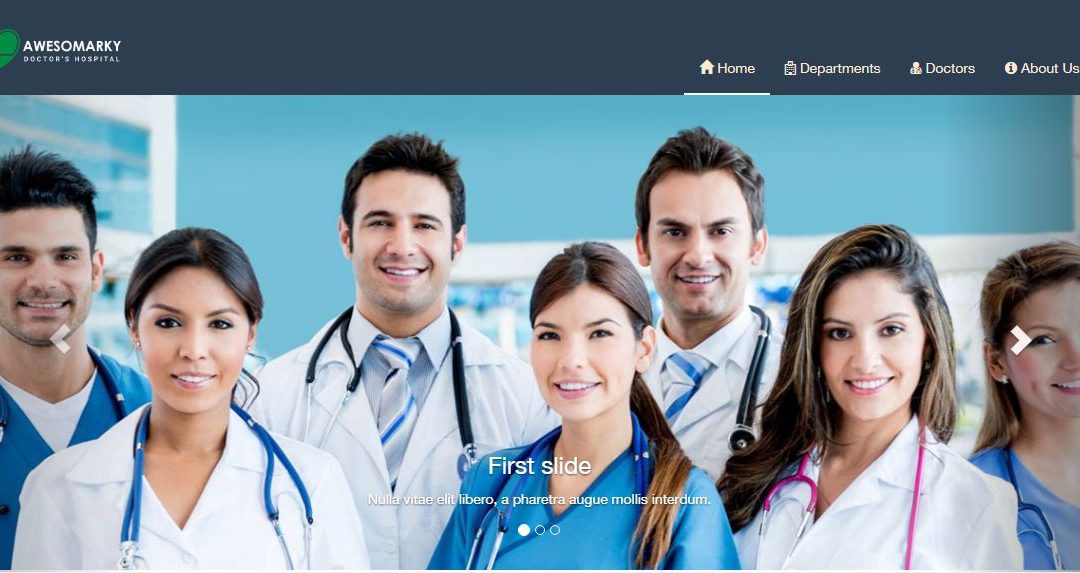 AWESOMARKY
DOCTOR'S HOSPITAL
Home
Departments
Doctors
About Us
First slide
Nulla vitae elit libero, a pharetra augue mollis interdum.